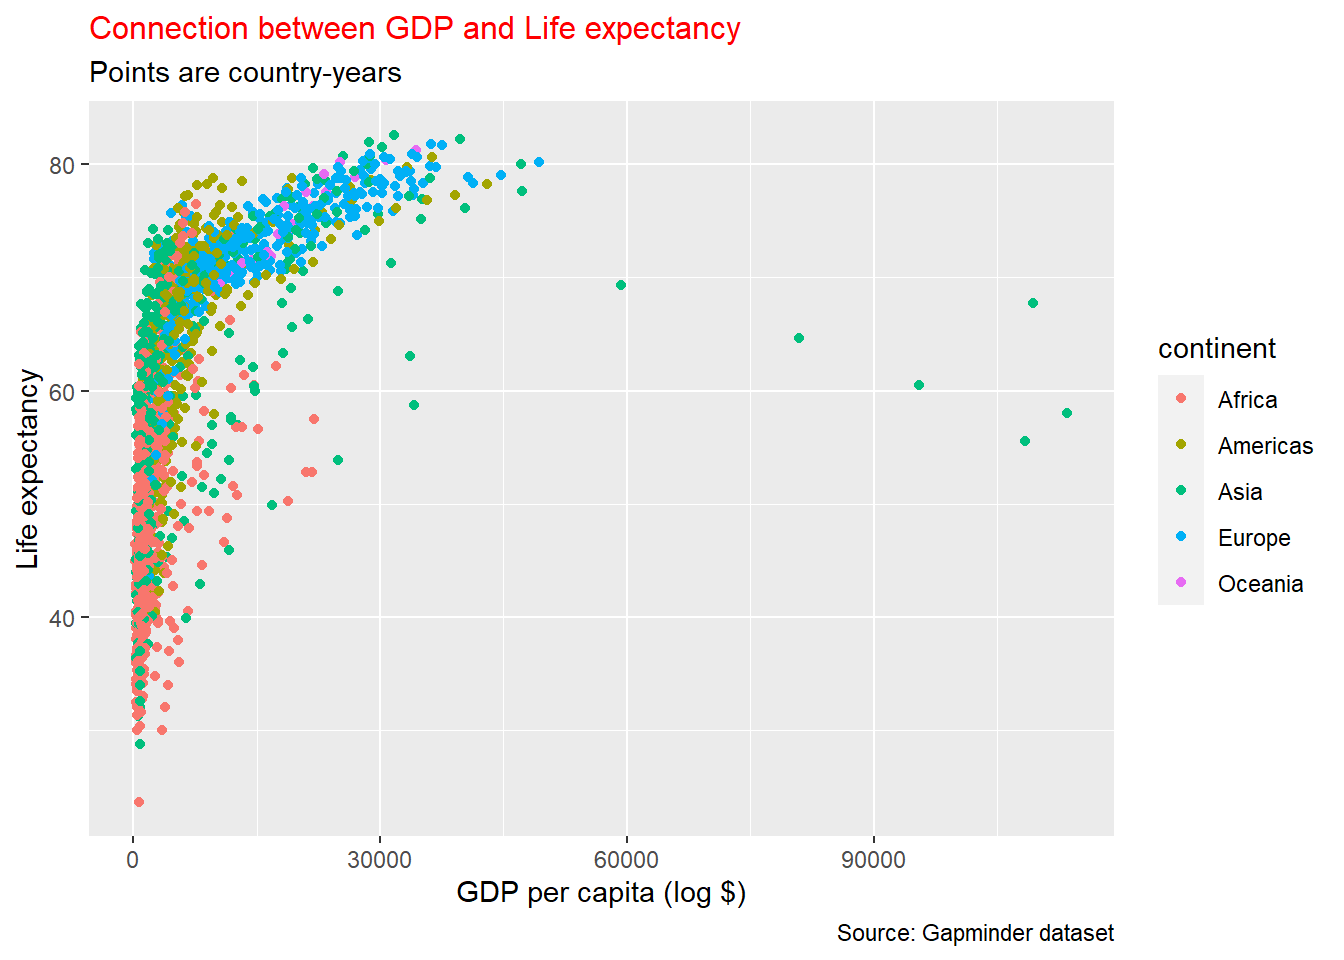 Connection between GDP and Life expectancy
Points are country-years
80
60
40
Life expectancy
0 30000 60000 90000
GDP per capita (log $)
continent
Africa
Americas
Asia
Europe
Oceania
Source: Gapminder dataset